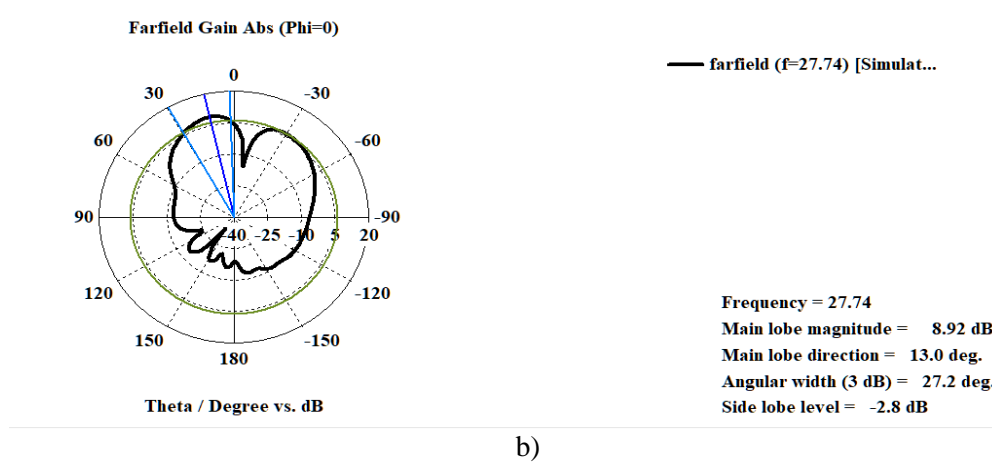 Farfield Gain Abs (Phi=0)
farfield (f=27.74) [Simulat...
0
30 -30
60 -60
90 -90
-40 -25 -10 5 20
120 -120
150 -150
180
Frequency = 27.74
Main lobe magnitude = 8.92 dB
Main lobe direction = 13.0 deg.
Angular width (3 dB) = 27.2 deg.
Side lobe level = -2.8 dB
Theta / Degree vs. dB
b)